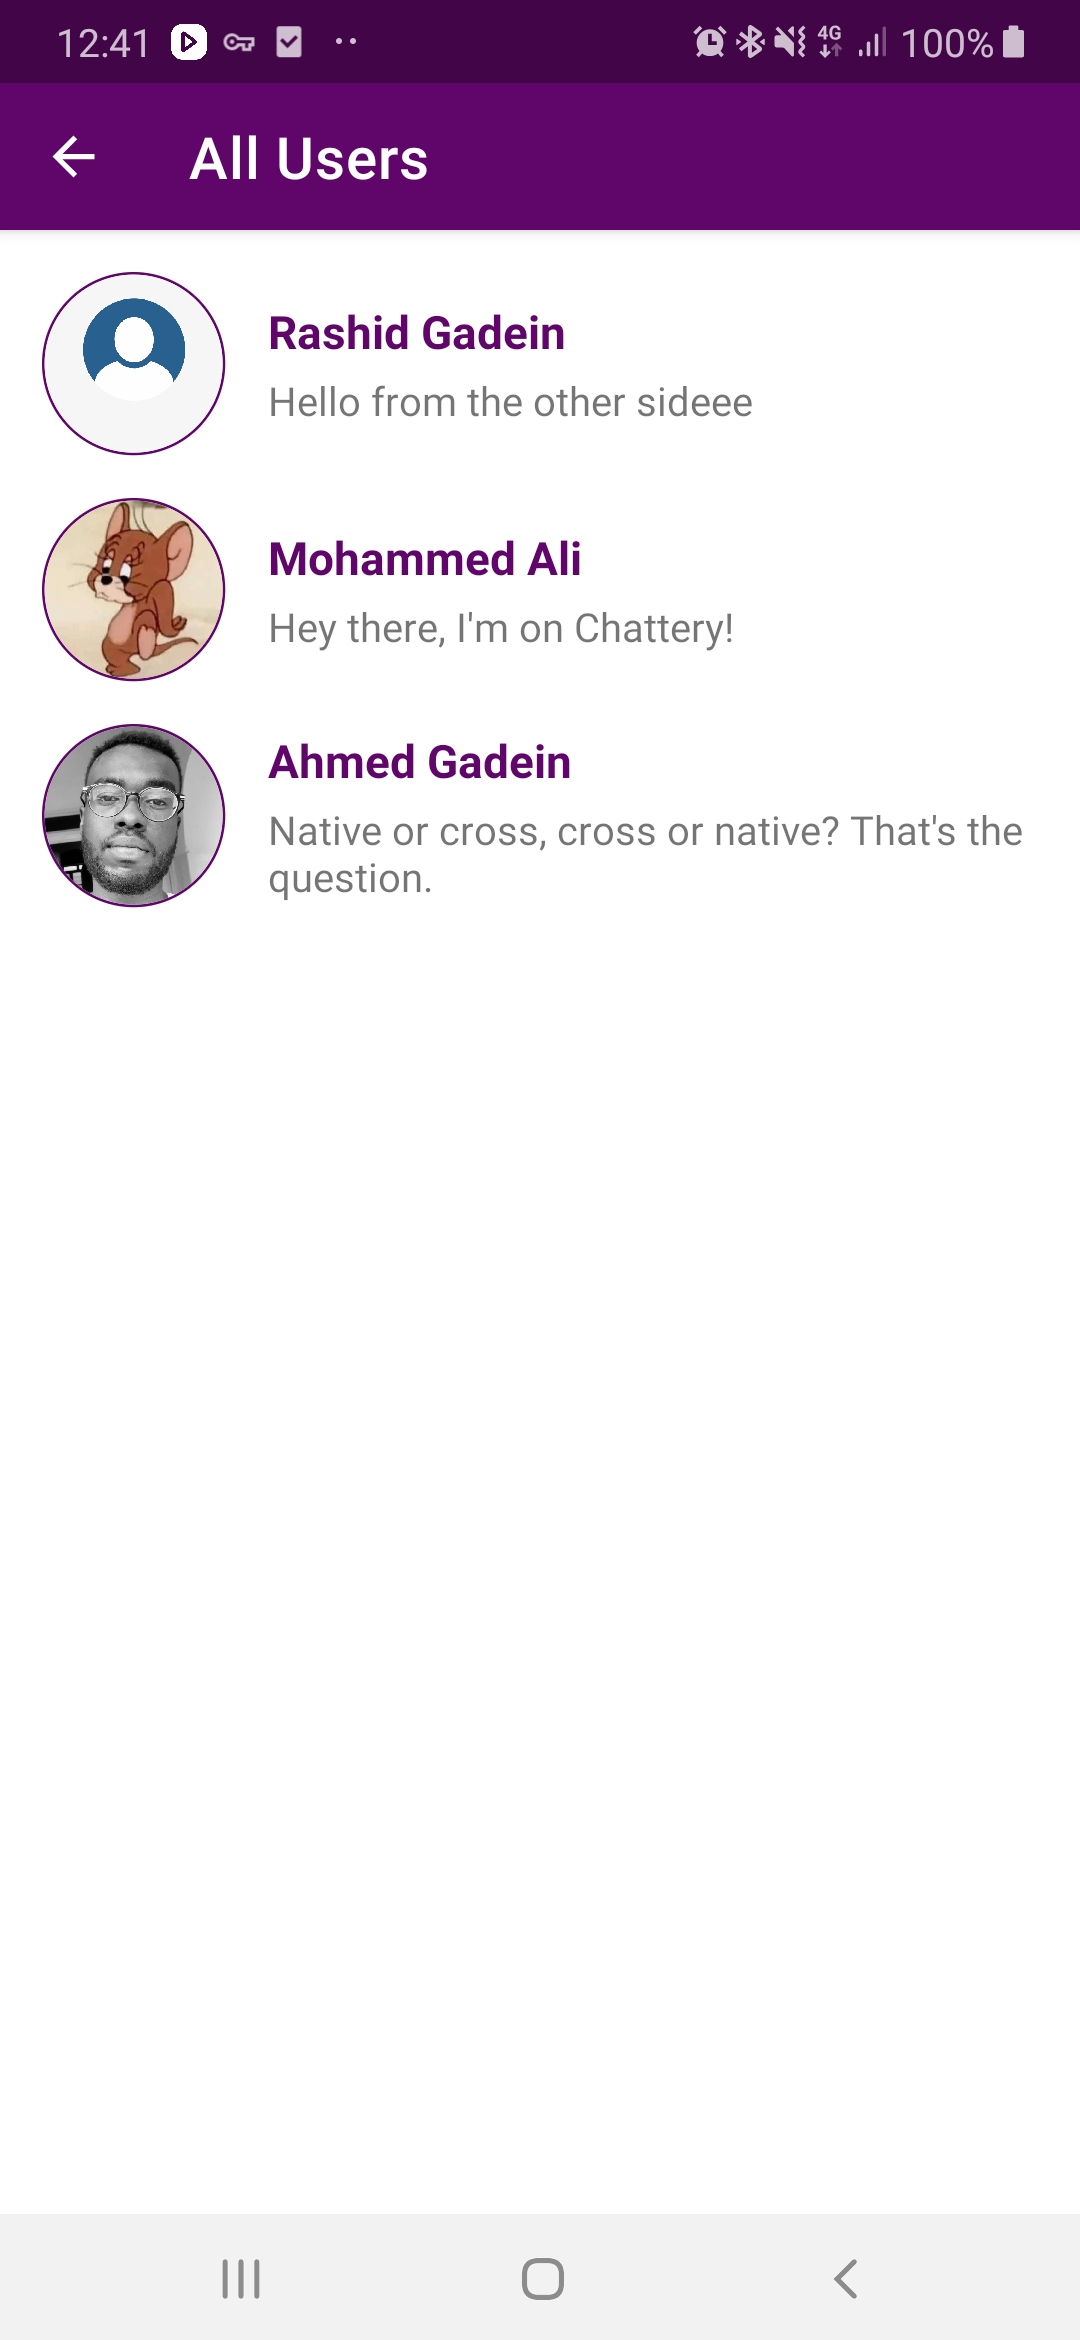 12:41
4G
100%
All Users
Rashid Gadein
Hello from the other sideee
Mohammed Ali
Hey there, I'm on Chattery!
Ahmed Gadein
Native or cross, cross or native? That's the
question.